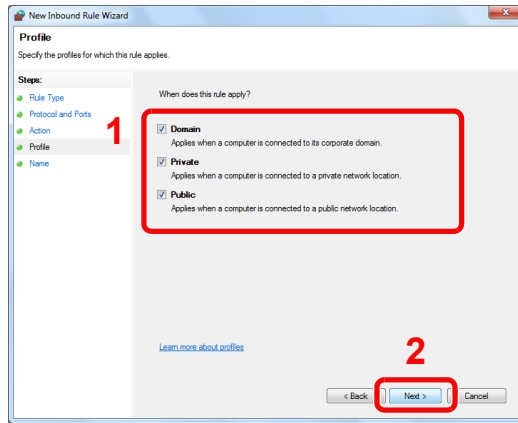 New Inbound Rule Wizard
Profile
Specify the profiles for which this rule applies.
Steps:
Rule Type
Protocol and Ports
Action
Profile
Name
1
When does this rule apply?
Domain
Applies when a computer is connected to its corporate domain.
Private
Applies when a computer is connected to a private network location.
Public
Applies when a computer is connected to a public network location.
Learn more about profiles
2
< Back
Next >
Cancel